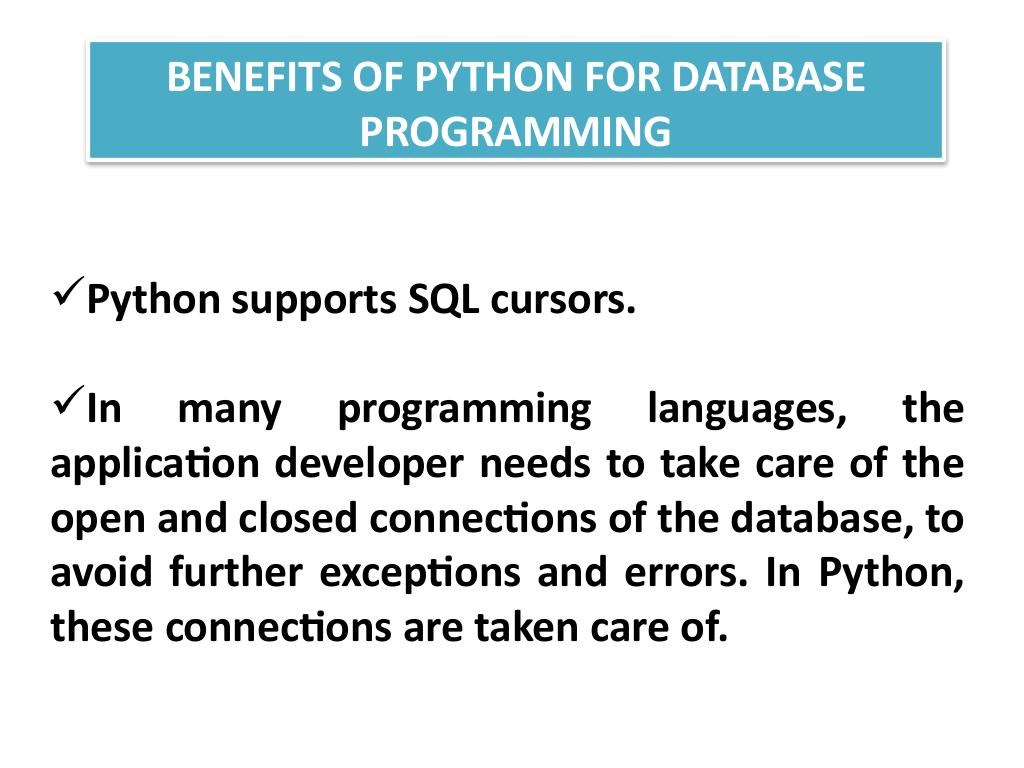 BENEFITS OF PYTHON FOR DATABASE
PROGRAMMING
✓Python supports SQL cursors.
✓In many programming languages, the
application developer needs to take care of the
open and closed connections of the database, to
avoid further exceptions and errors. In Python,
these connections are taken care of.